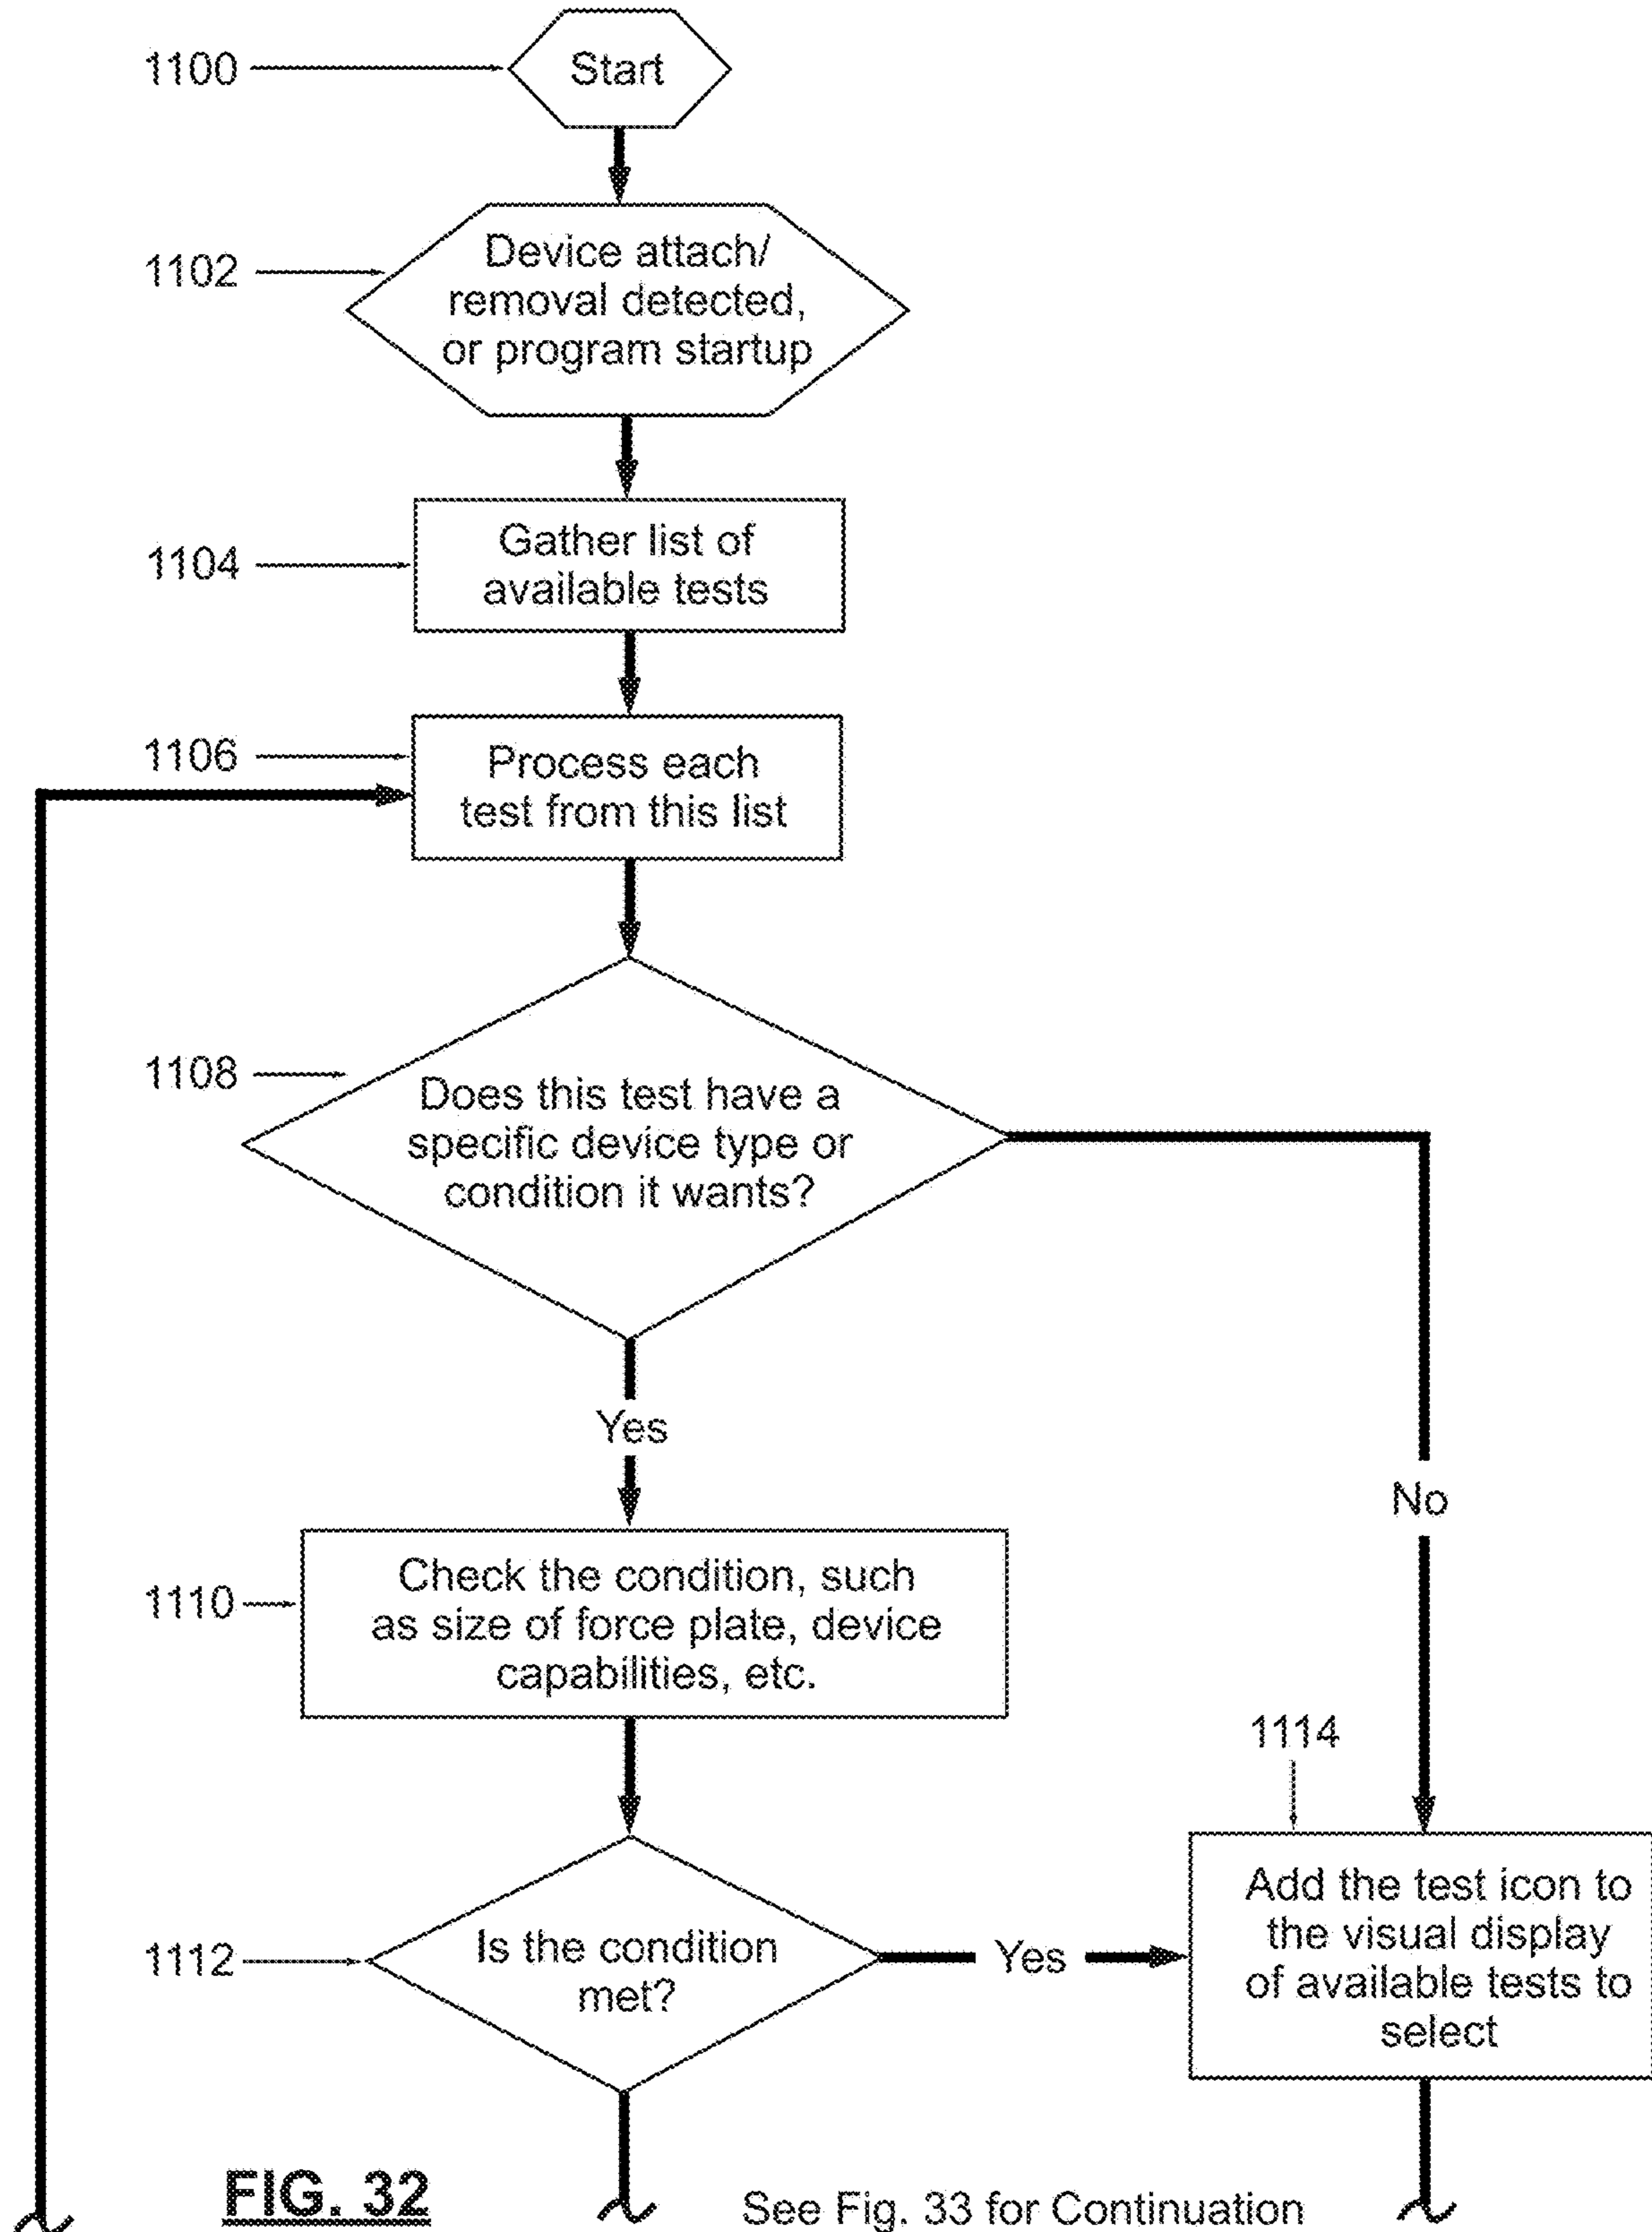 1100
Start
1102
Device attach/
removal detected,
or program startup
1104
Gather list of
available tests
1106
Process each
test from this list
1108
Does this test have a
specific device type or
condition it wants?
Yes
No
1110
Check the condition, such
as size of force plate, device
capabilities, etc.
1114
1112
Is the condition
met?
Yes
Add the test icon to
the visual display
of available tests to
select
FIG. 32
See Fig. 33 for Continuation